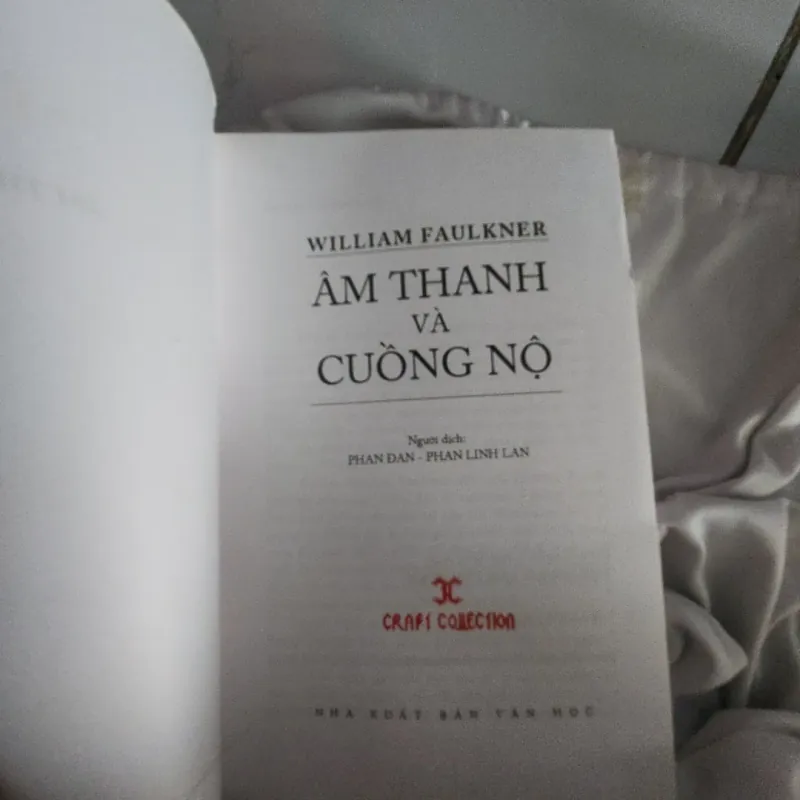 WILLIAM FAULKNER
ÂM THANH
VÀ
CUỒNG NỘ
Người dịch:
PHAN ĐAN - PHAN LINH LAN
CRAFT COLLECTION
NHÀ XUẤT BẢN VĂN HỌC